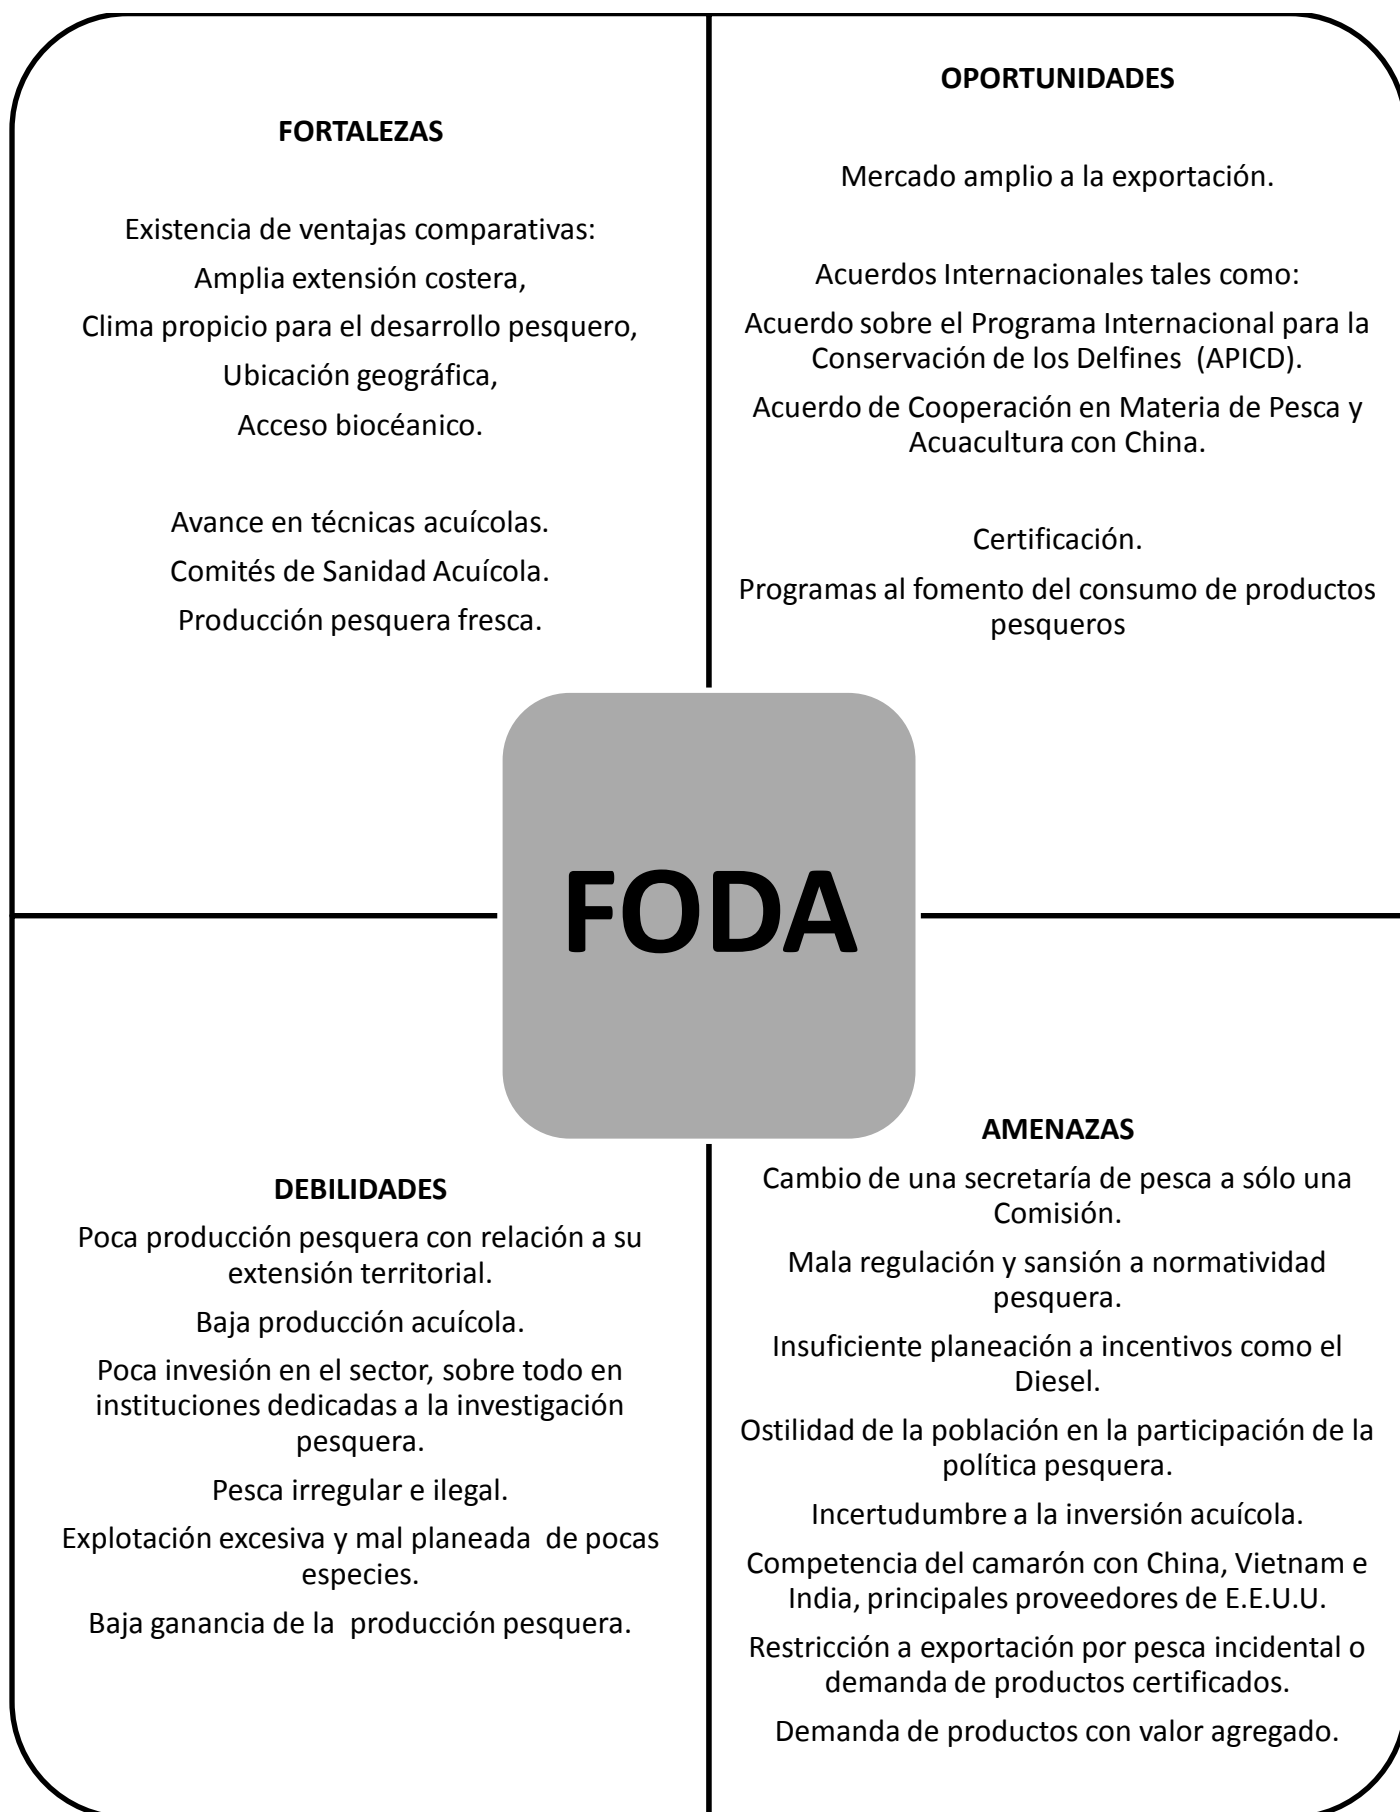 FORTALEZAS
Existencia de ventajas comparativas:
Amplia extensión costera,
Clima propicio para el desarrollo pesquero,
Ubicación geográfica,
Acceso biocéanico.
Avance en técnicas acuícolas.
Comités de Sanidad Acuícola.
Producción pesquera fresca.
OPORTUNIDADES
Mercado amplio a la exportación.
Acuerdos Internacionales tales como:
Acuerdo sobre el Programa Internacional para la
Conservación de los Delfines (APICD).
Acuerdo de Cooperación en Materia de Pesca y
Acuacultura con China.
Certificación.
Programas al fomento del consumo de productos
pesqueros
FODA
DEBILIDADES
Poca producción pesquera con relación a su
extensión territorial.
Baja producción acuícola.
Poca invesión en el sector, sobre todo en
instituciones dedicadas a la investigación
pesquera.
Pesca irregular e ilegal.
Explotación excesiva y mal planeada de pocas
especies.
Baja ganancia de la producción pesquera.
AMENAZAS
Cambio de una secretaría de pesca a sólo una
Comisión.
Mala regulación y sansión a normatividad
pesquera.
Insuficiente planeación a incentivos como el
Diesel.
Ostilidad de la población en la participación de la
política pesquera.
Incertudumbre a la inversión acuícola.
Competencia del camarón con China, Vietnam e
India, principales proveedores de E.E.U.U.
Restricción a exportación por pesca incidental o
demanda de productos certificados.
Demanda de productos con valor agregado.